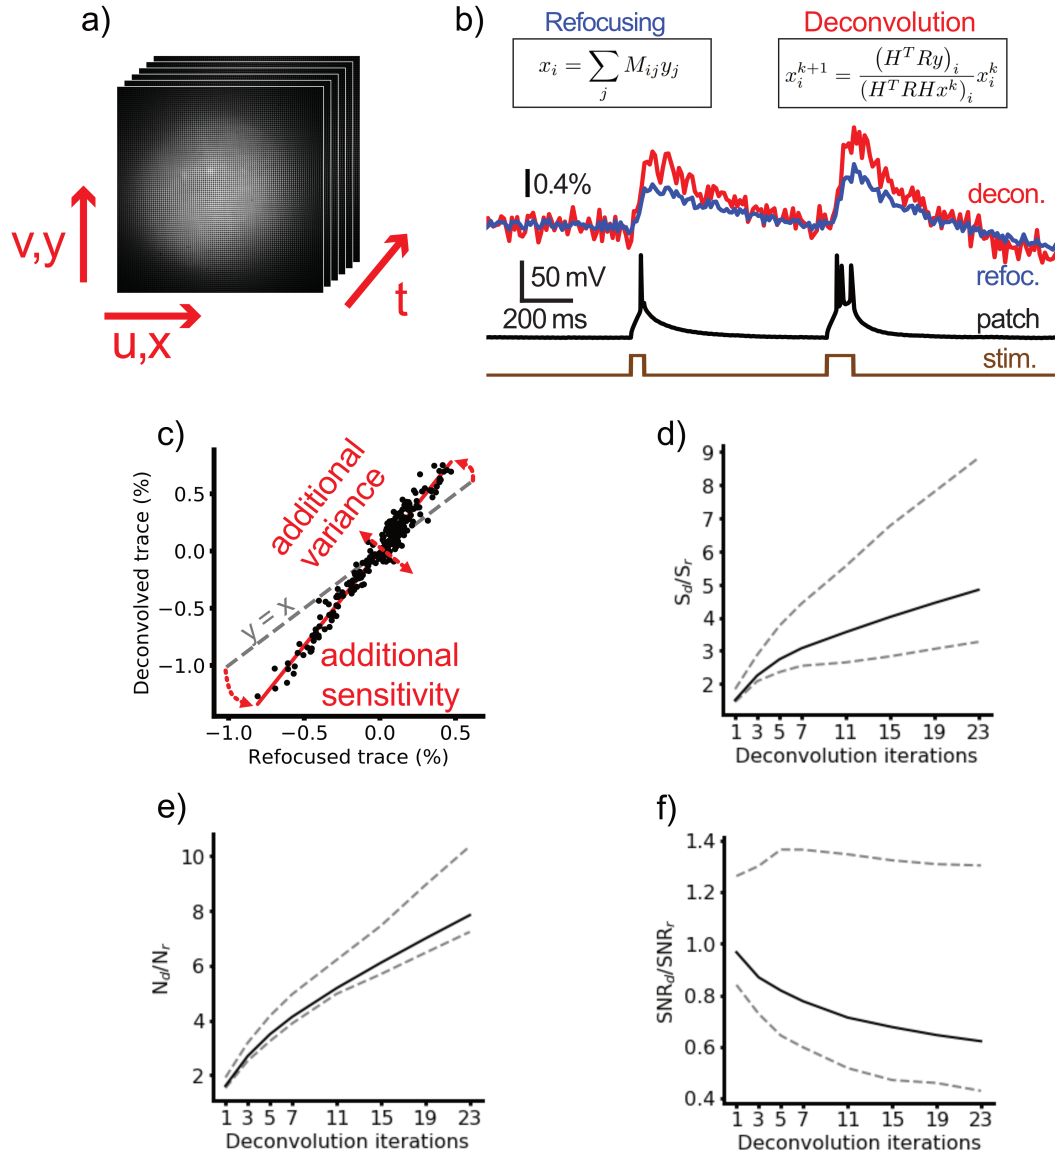 a)
v,y
u,x
t
b)
Refocusing
Deconvolution
x_i = \sum_j M_{ij} y_j
x_i^{k+1} = \frac{(H^T R y)_i}{(H^T R H x^k)_i} x_i^k
0.4%
decon.
refoc.
50 mV
200 ms
patch
stim.
c)
Deconvolved trace (%)
0.5
0.0
−0.5
−1.0
additional
variance
y = x
additional
sensitivity
−1.0
−0.5
0.0
0.5
Refocused trace (%)
d)
S_d/S_r
9
8
7
6
5
4
3
2
1 3 5 7 11 15 19 23
Deconvolution iterations
e)
N_d/N_r
10
8
6
4
2
1 3 5 7 11 15 19 23
Deconvolution iterations
f)
SNR_d/SNR_r
1.4
1.2
1.0
0.8
0.6
0.4
1 3 5 7 11 15 19 23
Deconvolution iterations